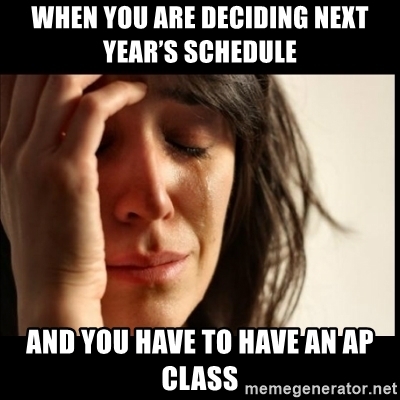 WHEN YOU ARE DECIDING NEXT
YEAR’S SCHEDULE
AND YOU HAVE TO HAVE AN AP
CLASS
memegenerator.net